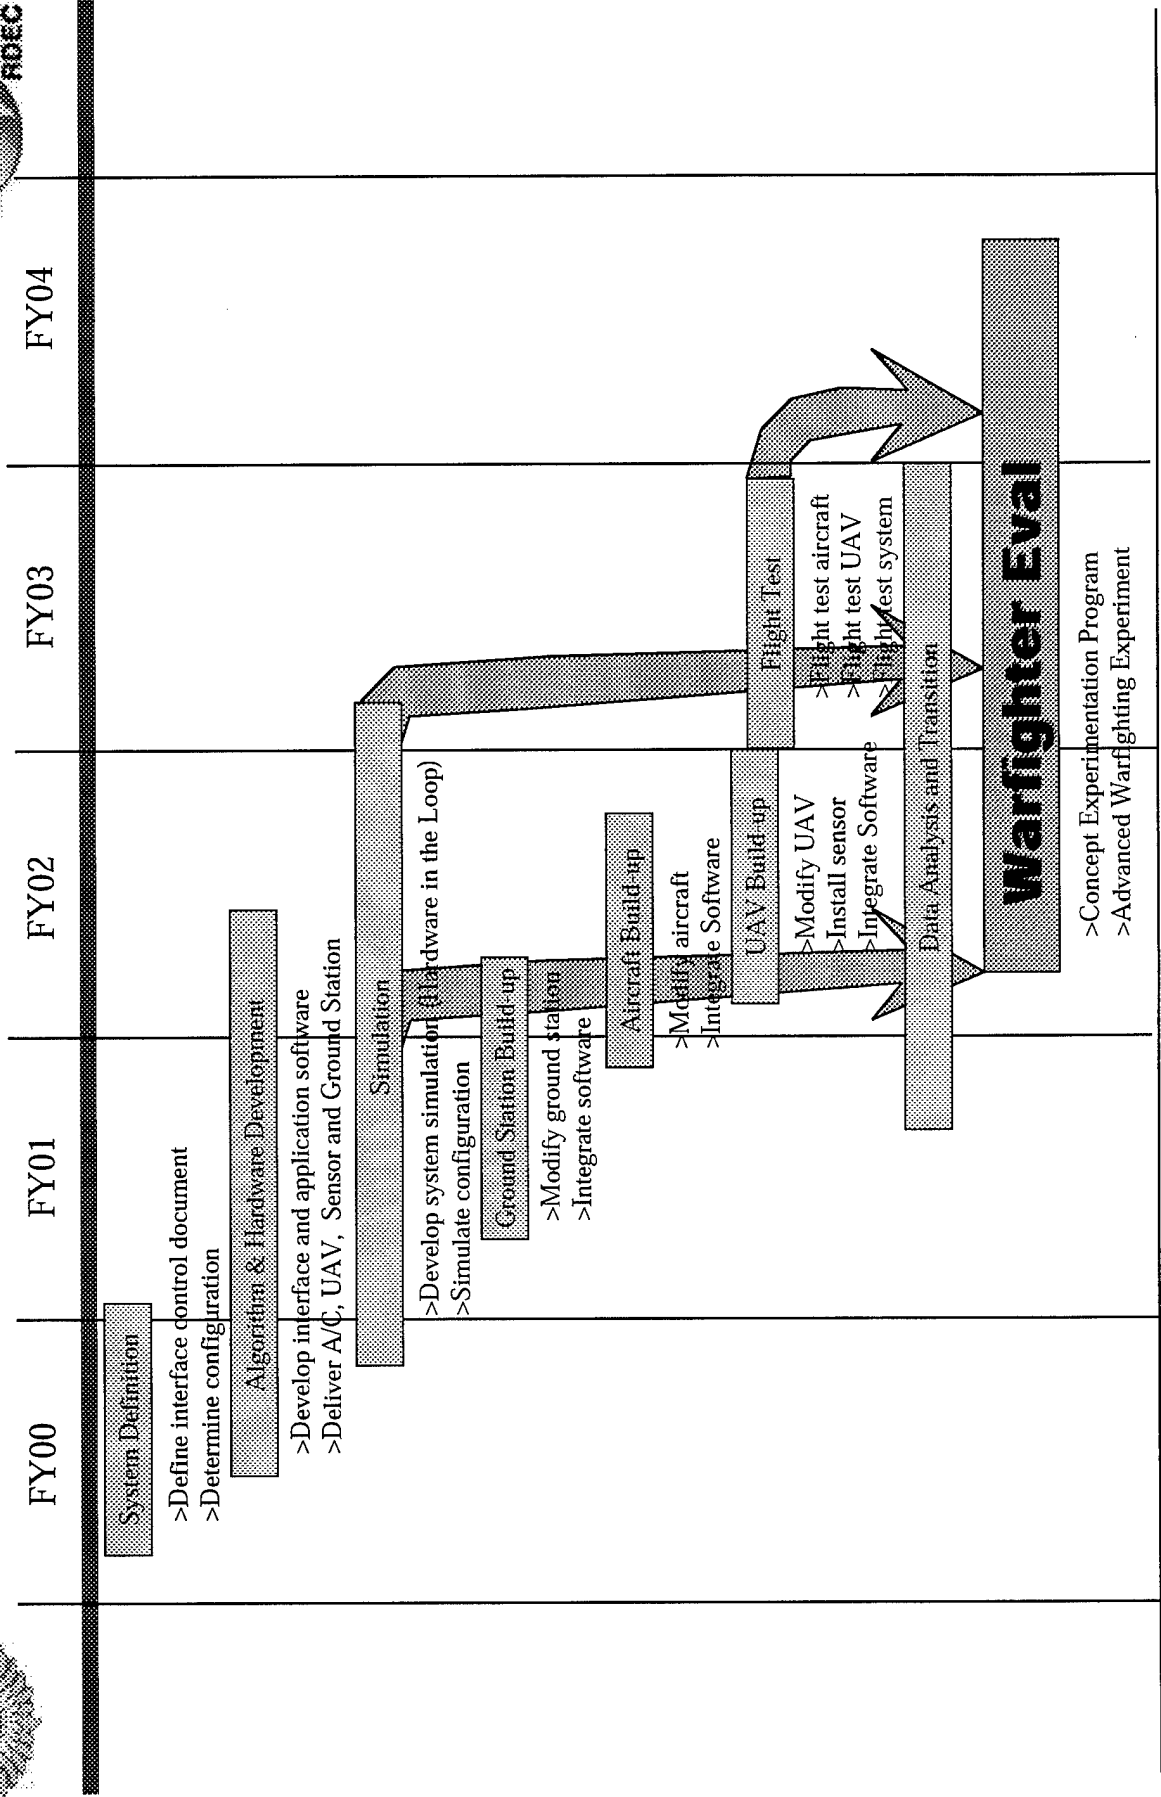 RDEC
FY00
FY01
FY02
FY03
FY04
System Definition
>Define interface control document
>Determine configuration
Algorithm & Hardware Development
>Develop interface and application software
>Deliver A/C, UAV, Sensor and Ground Station
Simulation
>Develop system simulation (Hardware in the Loop)
>Simulate configuration
Ground Station Build-up
>Modify ground station
>Integrate software
Aircraft Build-up
>Modify aircraft
>Integrate Software
UAV Build-up
>Modify UAV
>Install sensor
>Integrate Software
Flight Test
>Flight test aircraft
>Flight test UAV
>Flight test system
Data Analysis and Transition
Warfighter Eval
>Concept Experimentation Program
>Advanced Warfighting Experiment